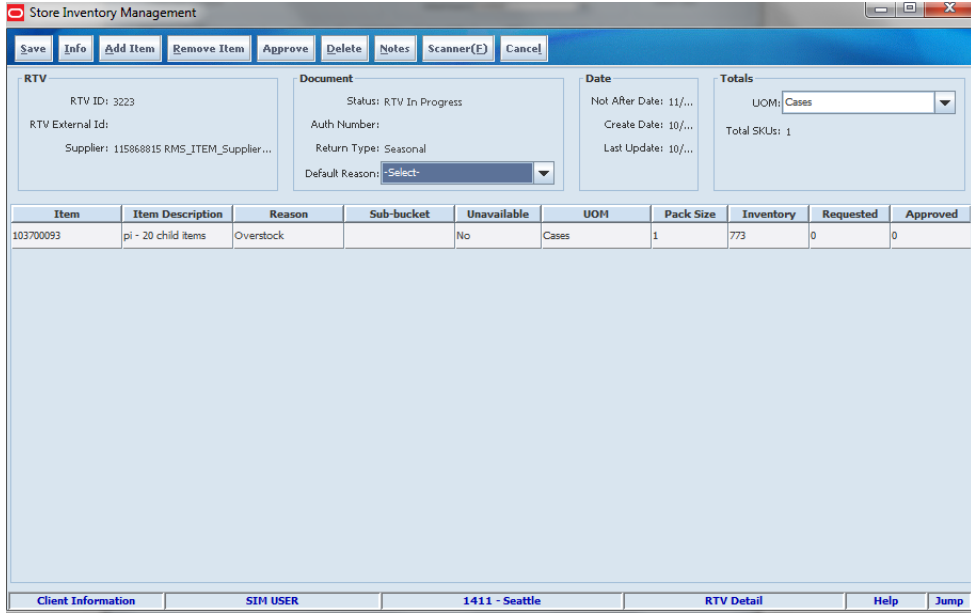 Store Inventory Management
Save Info Add Item Remove Item Approve Delete Notes Scanner(F) Cancel
RTV
RTV ID: 3223
RTV External Id:
Supplier: 115868815 RMS_ITEM_Supplier...
Document
Status: RTV In Progress
Auth Number:
Return Type: Seasonal
Default Reason: -Select-
Date
Not After Date: 11/...
Create Date: 10/...
Last Update: 10/...
Totals
UOM: Cases
Total SKUs: 1
Item Item Description Reason Sub-bucket Unavailable UOM Pack Size Inventory Requested Approved
103700093 pi - 20 child items Overstock No Cases 1 773 0 0
Client Information SIM USER 1411 - Seattle RTV Detail Help Jump